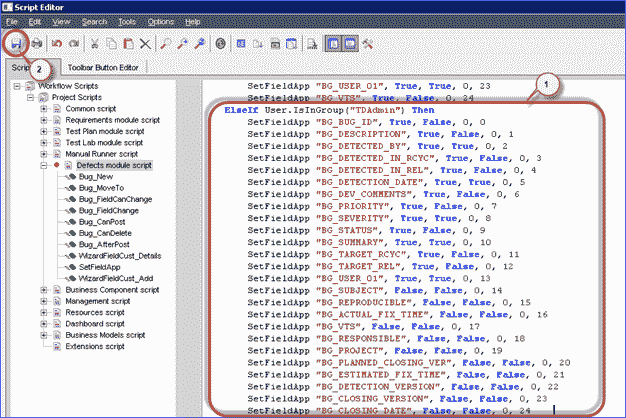 Script Editor
File Edit View Search Tools Options Help
2
Toolbar Button Editor
Workflow Scripts
Project Scripts
Common script
Requirements module script
Test Plan module script
Test Lab module script
Manual Runner script
Defects module script
Bug_New
Bug_MoveTo
Bug_FieldCanChange
Bug_FieldChange
Bug_CanPost
Bug_CanDelete
Bug_AfterPost
WizardFieldCust_Details
SetFieldApp
WizardFieldCust_Add
Business Component script
Management script
Resources script
Dashboard script
Business Models script
Extensions script
SetFieldApp "BG_USER_01", True, True, 0, 23
SetFieldApp "BG_VTS", True, False, 0, 24
1
ElseIf User.IsInGroup("TDAdmin") Then
SetFieldApp "BG_BUG_ID", True, False, 0, 0
SetFieldApp "BG_DESCRIPTION", True, False, 0, 1
SetFieldApp "BG_DETECTED_BY", True, True, 0, 2
SetFieldApp "BG_DETECTED_IN_RCYC", True, False, 0, 3
SetFieldApp "BG_DETECTED_IN_REL", True, False, 0, 4
SetFieldApp "BG_DETECTION_DATE", True, True, 0, 5
SetFieldApp "BG_DEV_COMMENTS", True, False, 0, 6
SetFieldApp "BG_PRIORITY", True, False, 0, 7
SetFieldApp "BG_SEVERITY", True, True, 0, 8
SetFieldApp "BG_STATUS", True, False, 0, 9
SetFieldApp "BG_SUMMARY", True, True, 0, 10
SetFieldApp "BG_TARGET_RCYC", True, False, 0, 11
SetFieldApp "BG_TARGET_REL", True, False, 0, 12
SetFieldApp "BG_USER_01", True, True, 0, 13
SetFieldApp "BG_SUBJECT", False, False, 0, 14
SetFieldApp "BG_REPRODUCIBLE", False, False, 0, 15
SetFieldApp "BG_ACTUAL_FIX_TIME", False, False, 0, 16
SetFieldApp "BG_VTS", False, False, 0, 17
SetFieldApp "BG_RESPONSIBLE", False, False, 0, 18
SetFieldApp "BG_PROJECT", False, False, 0, 19
SetFieldApp "BG_PLANNED_CLOSING_VER", False, False, 0, 20
SetFieldApp "BG_ESTIMATED_FIX_TIME", False, False, 0, 21
SetFieldApp "BG_DETECTION_VERSION", False, False, 0, 22
SetFieldApp "BG_CLOSING_VERSION", False, False, 0, 23
SetFieldApp "BG_CLOSING_DATE", False, False, 0, 24